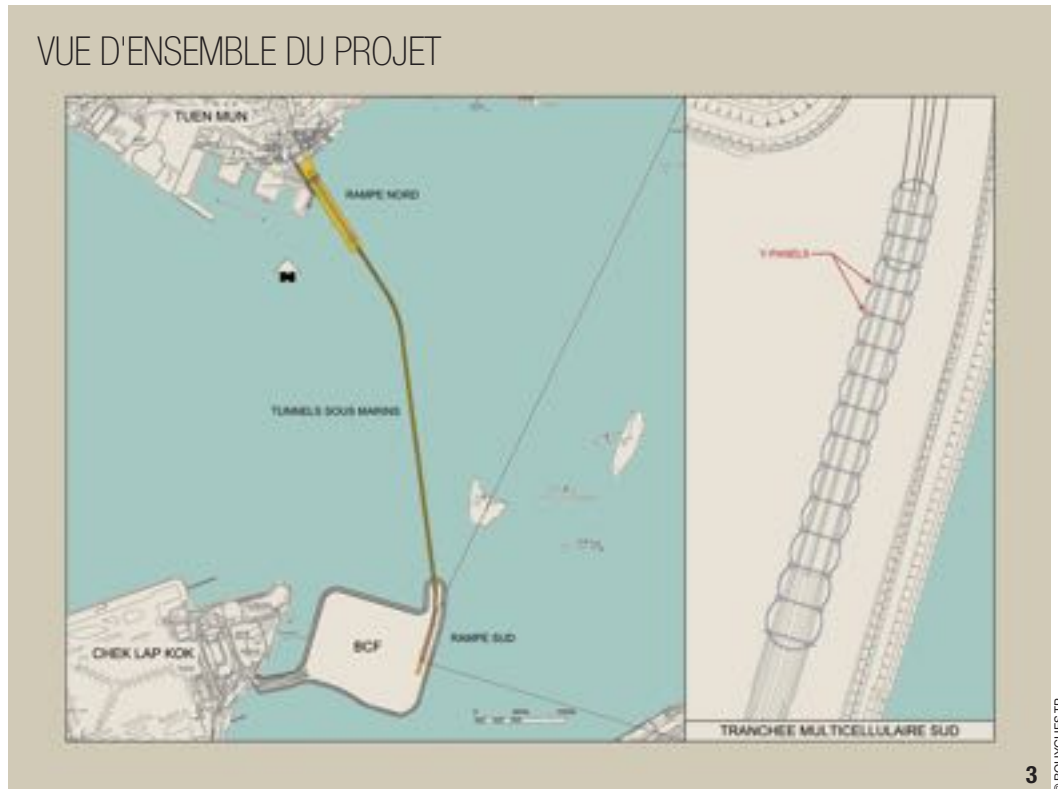 VUE D'ENSEMBLE DU PROJET
TUEN MUN
RAMPE NORD
N
Y-PANELS
TUNNELS SOUS MARINS
CHEK LAP KOK
BCF
RAMPE SUD
TRANCHEE MULTICELLULAIRE SUD
3
© BOUYGUES TP